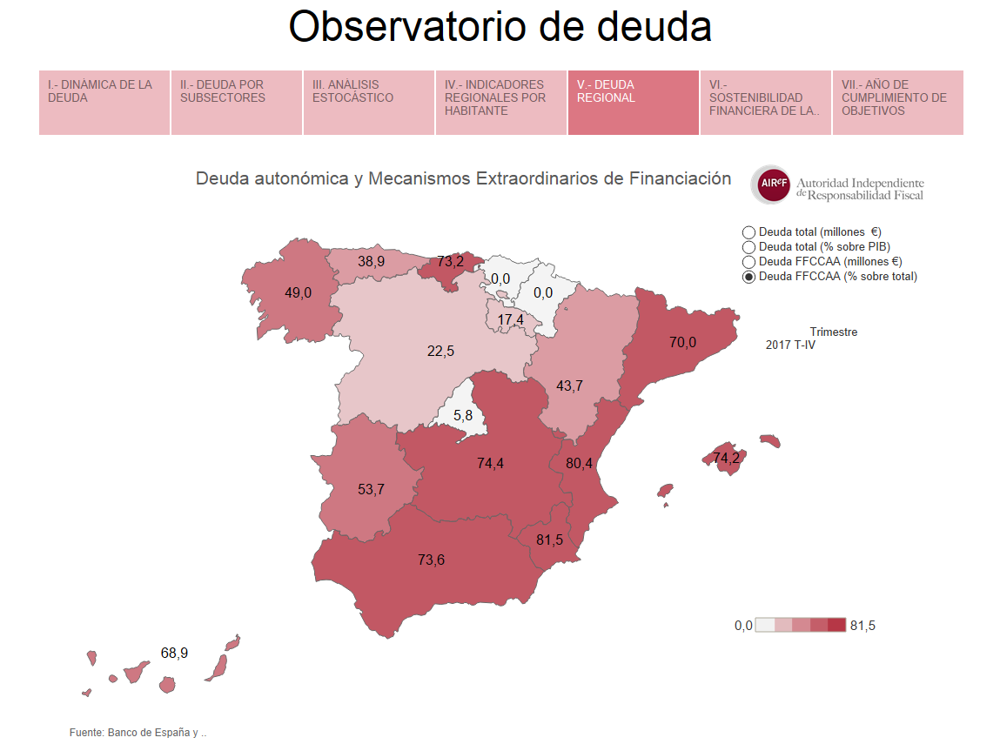 Observatorio de deuda
I.- DINÁMICA DE LA
DEUDA
II.- DEUDA POR
SUBSECTORES
III. ANÁLISIS
ESTOCÁSTICO
IV.- INDICADORES
REGIONALES POR
HABITANTE
V.- DEUDA
REGIONAL
VI.-
SOSTENIBILIDAD
FINANCIERA DE LA..
VII.- AÑO DE
CUMPLIMIENTO DE
OBJETIVOS
Deuda autonómica y Mecanismos Extraordinarios de Financiación
AIReF
Autoridad Independiente
de Responsabilidad Fiscal
Deuda total (millones €)
Deuda total (% sobre PIB)
Deuda FFCCAA (millones €)
Deuda FFCCAA (% sobre total)
Trimestre
2017 T-IV
38,9
73,2
0,0
49,0
0,0
17,4
22,5
70,0
43,7
5,8
74,4
80,4
74,2
53,7
81,5
73,6
68,9
0,0
81,5
Fuente: Banco de España y ..